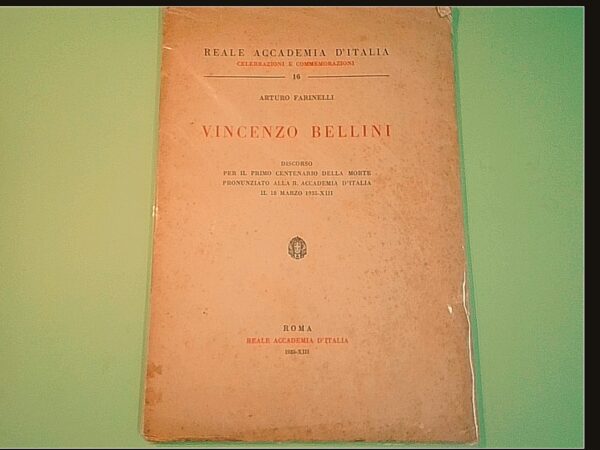 REALE ACCADEMIA D'ITALIA
CELEBRAZIONI E COMMEMORAZIONI
16
ARTURO FARINELLI
VINCENZO BELLINI
DISCORSO
PER IL PRIMO CENTENARIO DELLA MORTE
PRONUNZIATO ALLA R. ACCADEMIA D'ITALIA
IL 18 MARZO 1935-XIII
ROMA
REALE ACCADEMIA D'ITALIA
1935-XIII